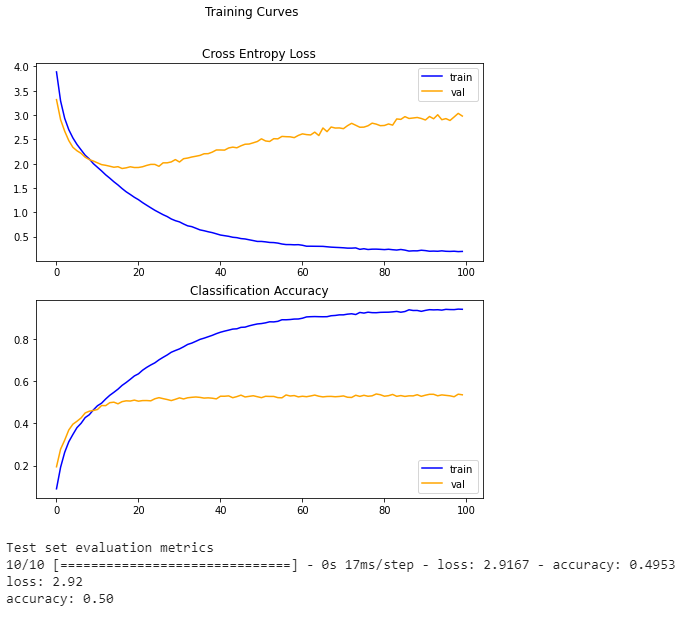 Training Curves
Cross Entropy Loss
4.0
3.5
3.0
2.5
2.0
1.5
1.0
0.5
train
val
0 20 40 60 80 100
Classification Accuracy
0.8
0.6
0.4
0.2
train
val
0 20 40 60 80 100
Test set evaluation metrics
10/10 [==============================] - 0s 17ms/step - loss: 2.9167 - accuracy: 0.4953
loss: 2.92
accuracy: 0.50